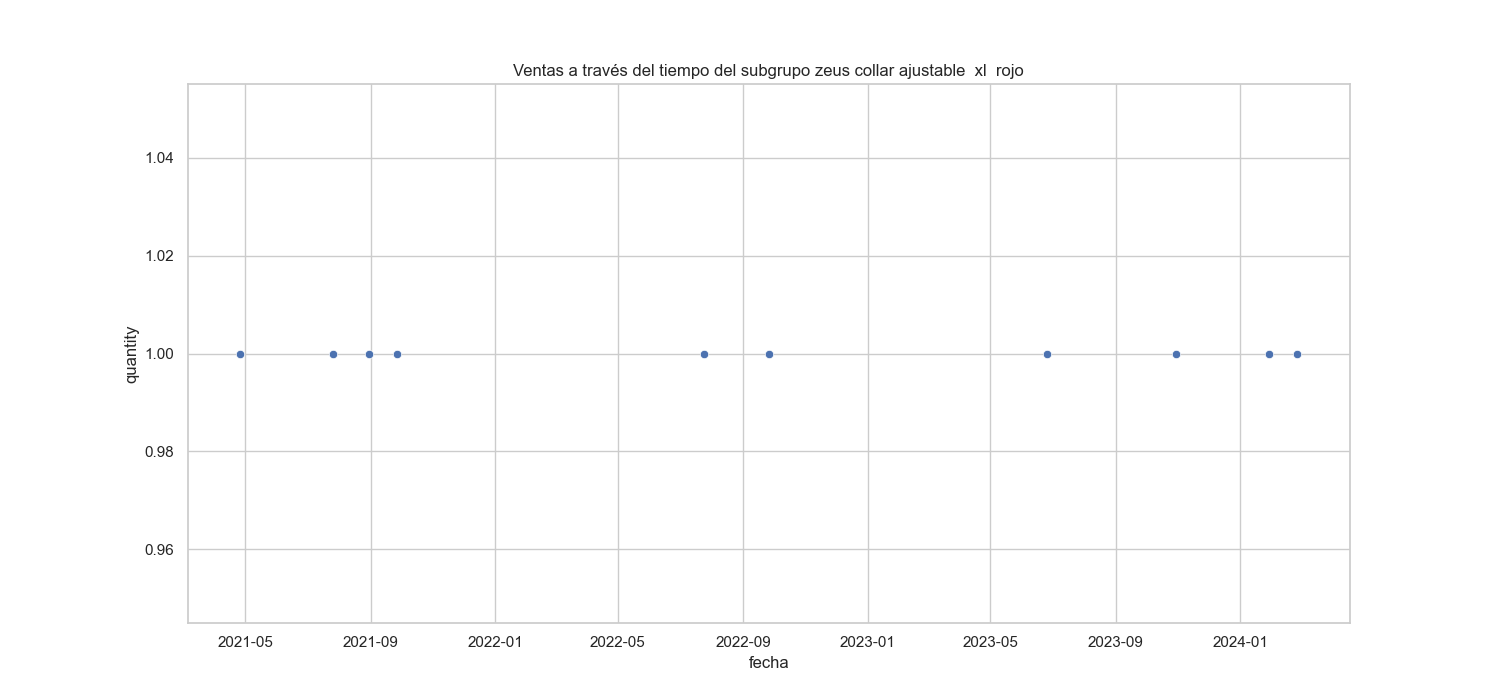 Ventas a través del tiempo del subgrupo zeus collar ajustable  xl  rojo
1.04
1.02
1.00
0.98
0.96
quantity
2021-05 2021-09 2022-01 2022-05 2022-09 2023-01 2023-05 2023-09 2024-01
fecha